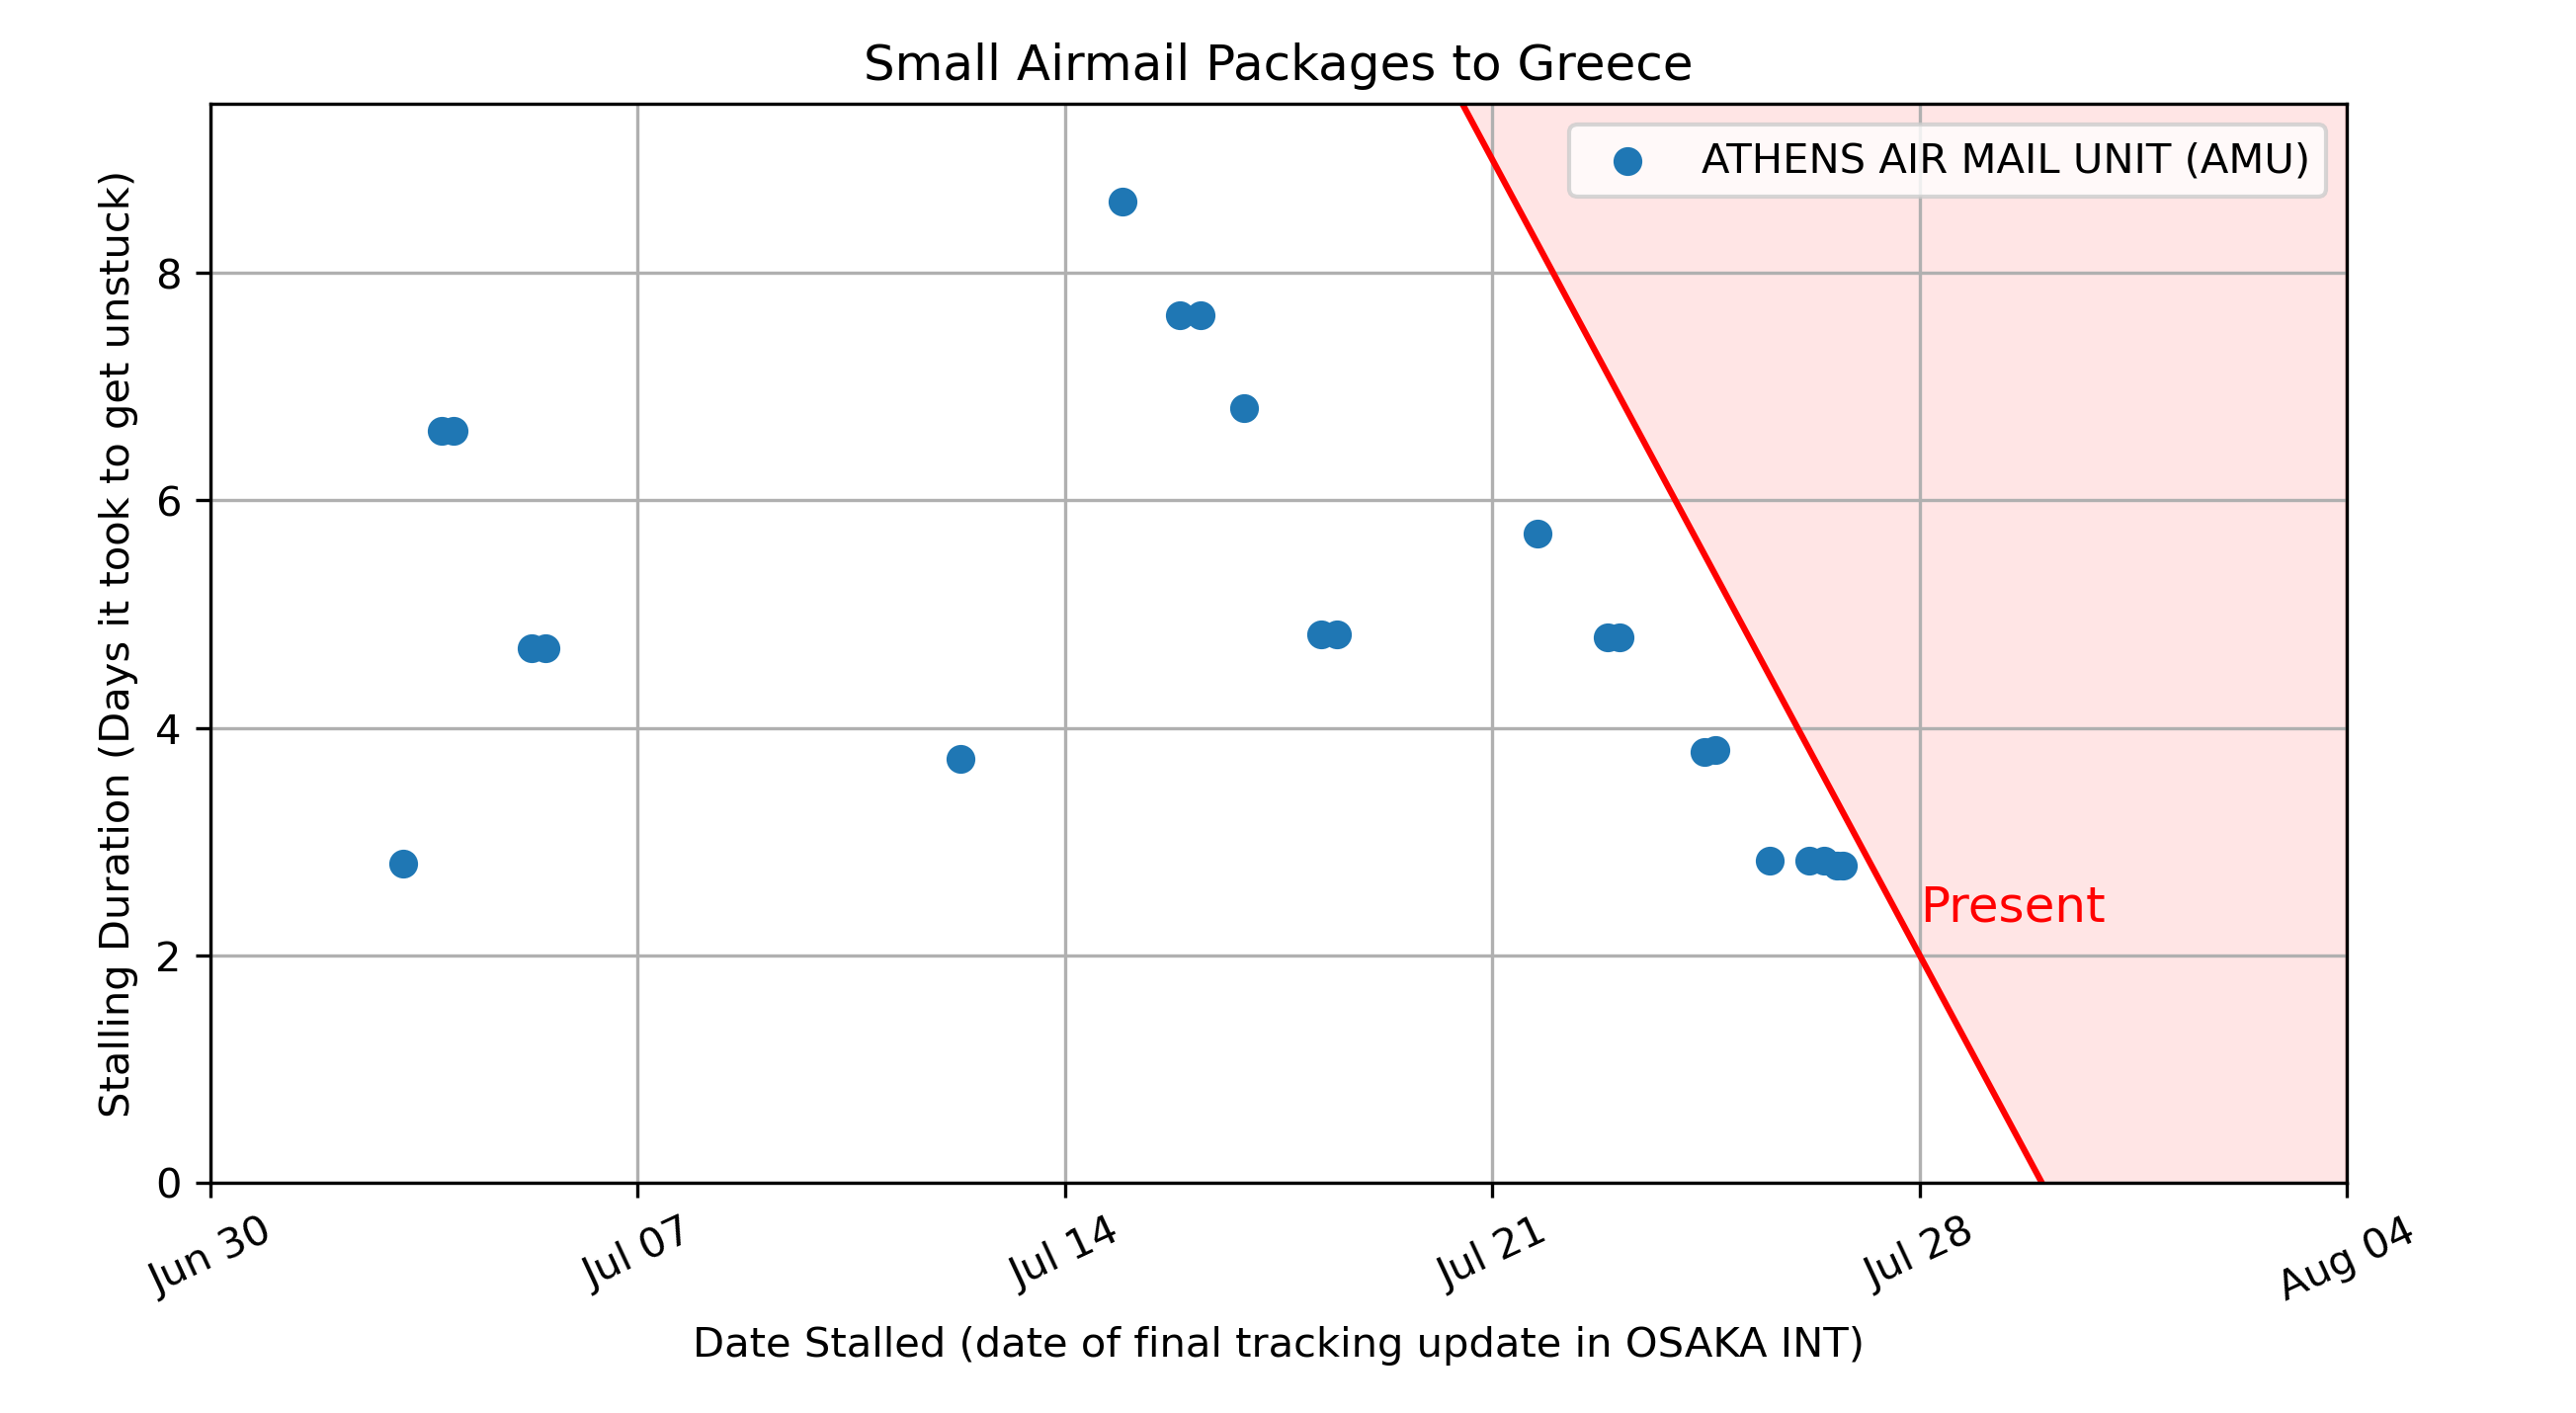 Small Airmail Packages to Greece
ATHENS AIR MAIL UNIT (AMU)
Stalling Duration (Days it took to get unstuck)
8
6
4
2
0
Present
Jun 30
Jul 07
Jul 14
Jul 21
Jul 28
Aug 04
Date Stalled (date of final tracking update in OSAKA INT)